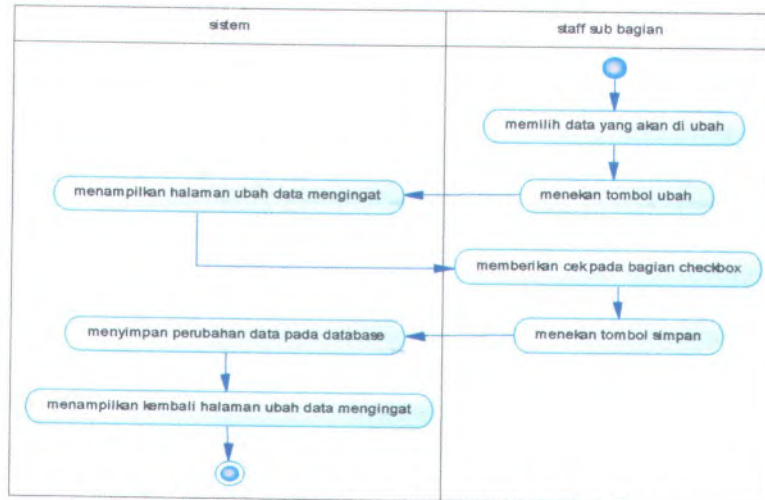 sistem
staff sub bagian
memilih data yang akan di ubah
menekan tombol ubah
menampilkan halaman ubah data mengingat
memberikan cek pada bagian checkbox
menekan tombol simpan
menyimpan perubahan data pada database
menampilkan kembali halaman ubah data mengingat